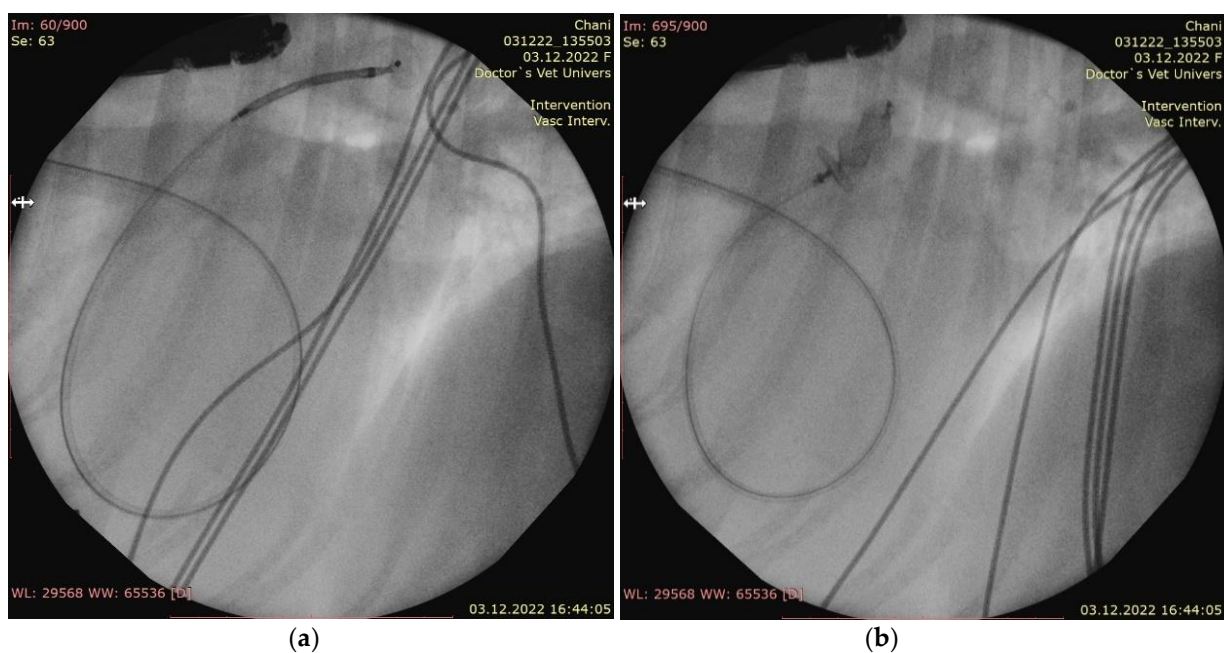 Im: 60/900
Se: 63
Chani
031222_135503
03.12.2022 F
Doctor`s Vet Univers
Intervention
Vasc Interv.
WL: 29568 WW: 65536 [D]
03.12.2022 16:44:05
(a)
Im: 695/900
Se: 63
Chani
031222_135503
03.12.2022 F
Doctor`s Vet Univers
Intervention
Vasc Interv.
WL: 29568 WW: 65536 [D]
03.12.2022 16:44:05
(b)